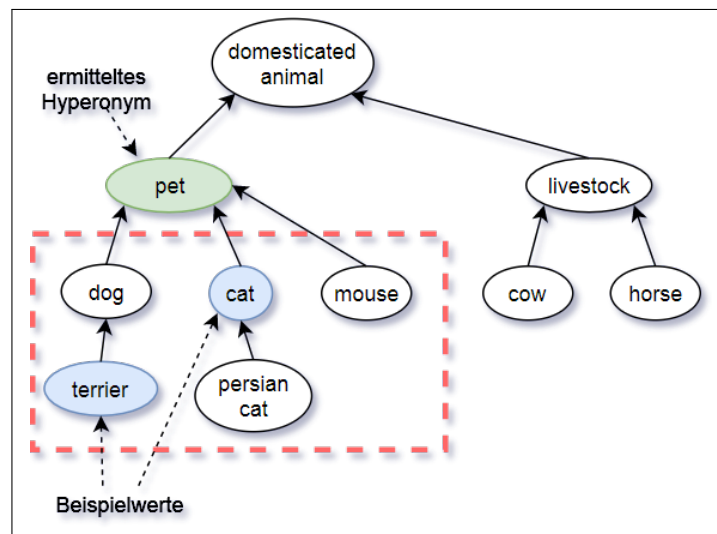 domesticated
animal
ermitteltes
Hyperonym
pet
livestock
dog
cat
mouse
cow
horse
terrier
persian
cat
Beispielwerte